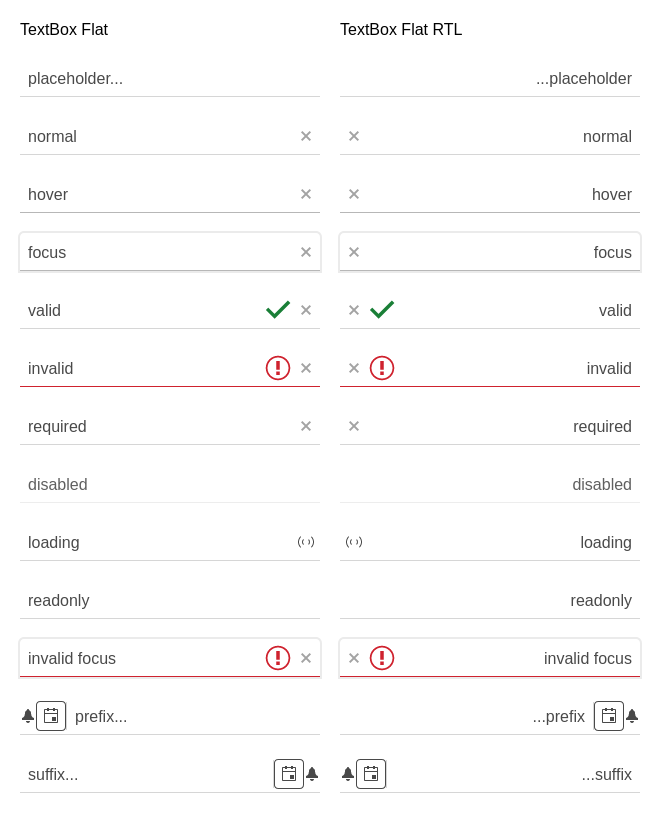 TextBox Flat
placeholder...
normal
hover
focus
valid
invalid
required
disabled
loading
readonly
invalid focus
prefix...
suffix...
TextBox Flat RTL
...placeholder
normal
hover
focus
valid
invalid
required
disabled
loading
readonly
invalid focus
...prefix
...suffix